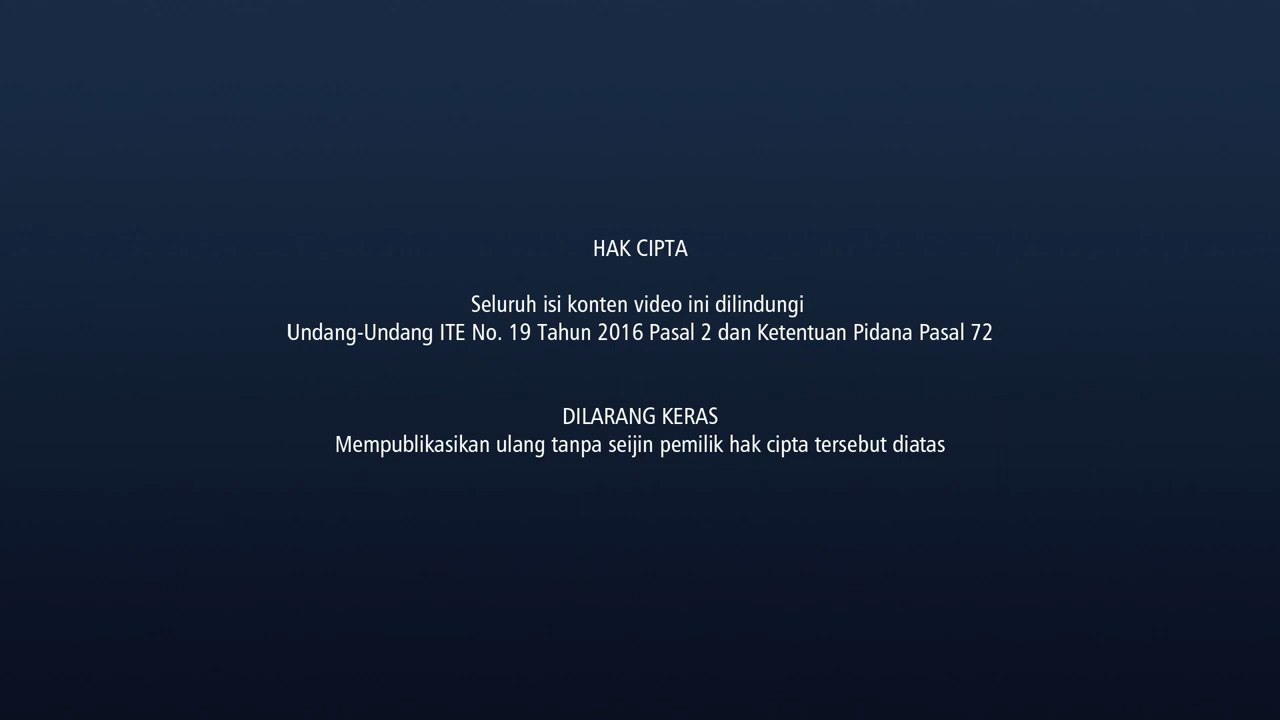 HAK CIPTA
Seluruh isi konten video ini dilindungi
Undang-Undang ITE No. 19 Tahun 2016 Pasal 2 dan Ketentuan Pidana Pasal 72
DILARANG KERAS
Mempublikasikan ulang tanpa seijin pemilik hak cipta tersebut diatas